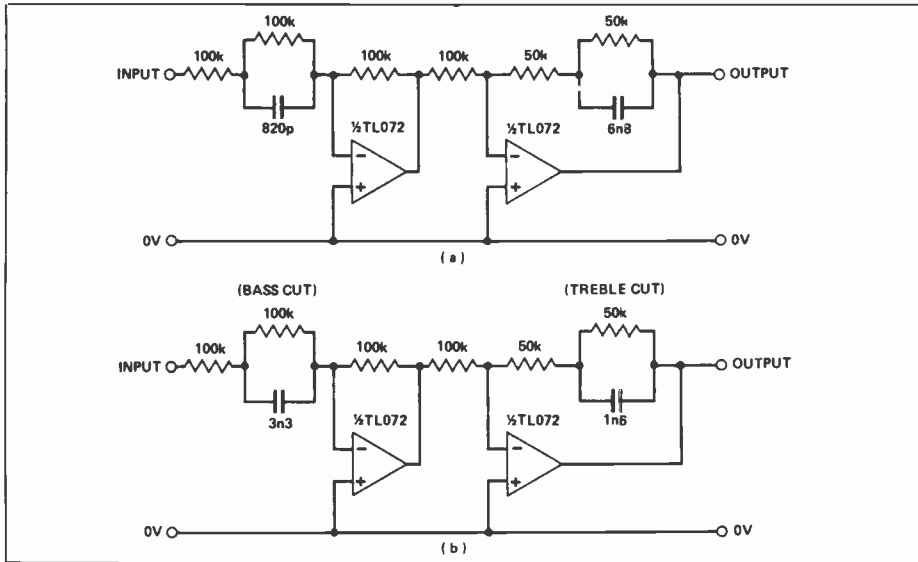 100k
50k
100k
100k
100k
50k
INPUT
OUTPUT
820p
6n8
½TL072
½TL072
0V
0V
(a)
(BASS CUT)
(TREBLE CUT)
100k
50k
100k
100k
100k
50k
INPUT
OUTPUT
3n3
1n6
½TL072
½TL072
0V
0V
(b)